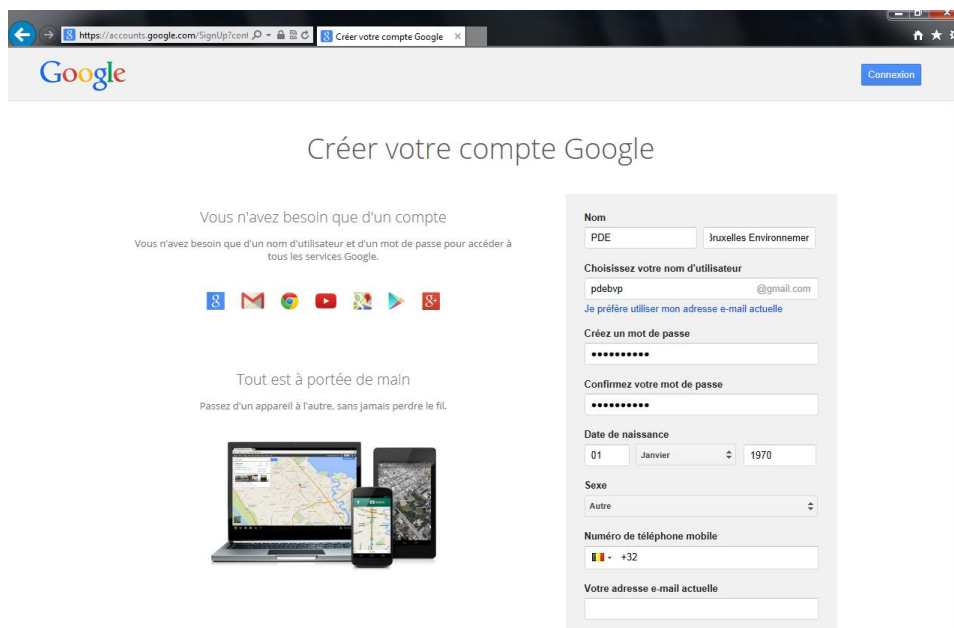 https://accounts.google.com/SignUp?cont
Créer votre compte Google
Google
Connexion
Créer votre compte Google
Vous n'avez besoin que d'un compte
Vous n'avez besoin que d'un nom d'utilisateur et d'un mot de passe pour accéder à
tous les services Google.
Tout est à portée de main
Passez d'un appareil à l'autre, sans jamais perdre le fil.
Nom
PDE Bruxelles Environnemer
Choisissez votre nom d'utilisateur
pdebvp @gmail.com
Je préfère utiliser mon adresse e-mail actuelle
Créez un mot de passe
••••••••••
Confirmez votre mot de passe
••••••••••
Date de naissance
01 Janvier 1970
Sexe
Autre
Numéro de téléphone mobile
+32
Votre adresse e-mail actuelle